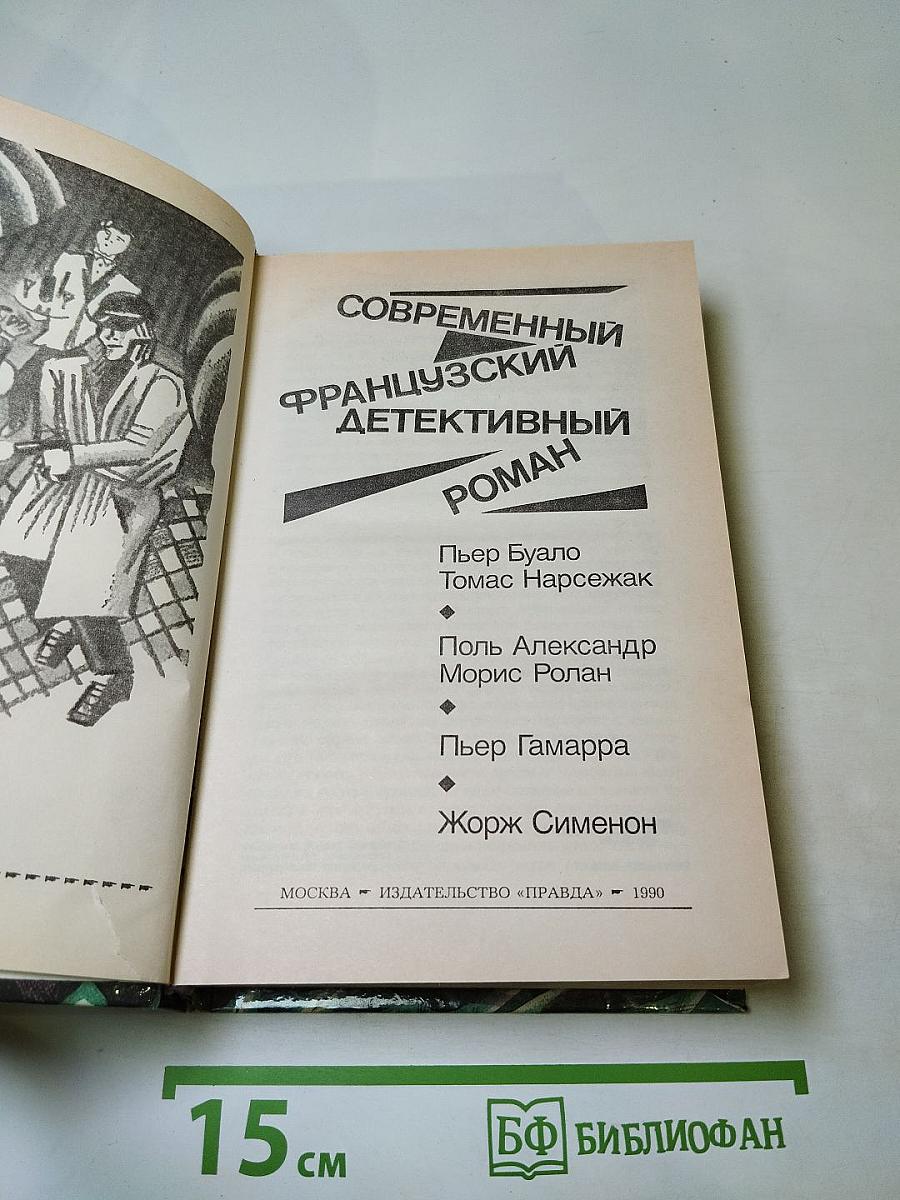 СОВРЕМЕННЫЙ
ФРАНЦУЗСКИЙ
ДЕТЕКТИВНЫЙ
РОМАН
Пьер Буало
Томас Нарсежак
Поль Александр
Морис Ролан
Пьер Гамарра
Жорж Сименон
МОСКВА ИЗДАТЕЛЬСТВО «ПРАВДА» 1990
15 см
БФ БИБЛИОФАН